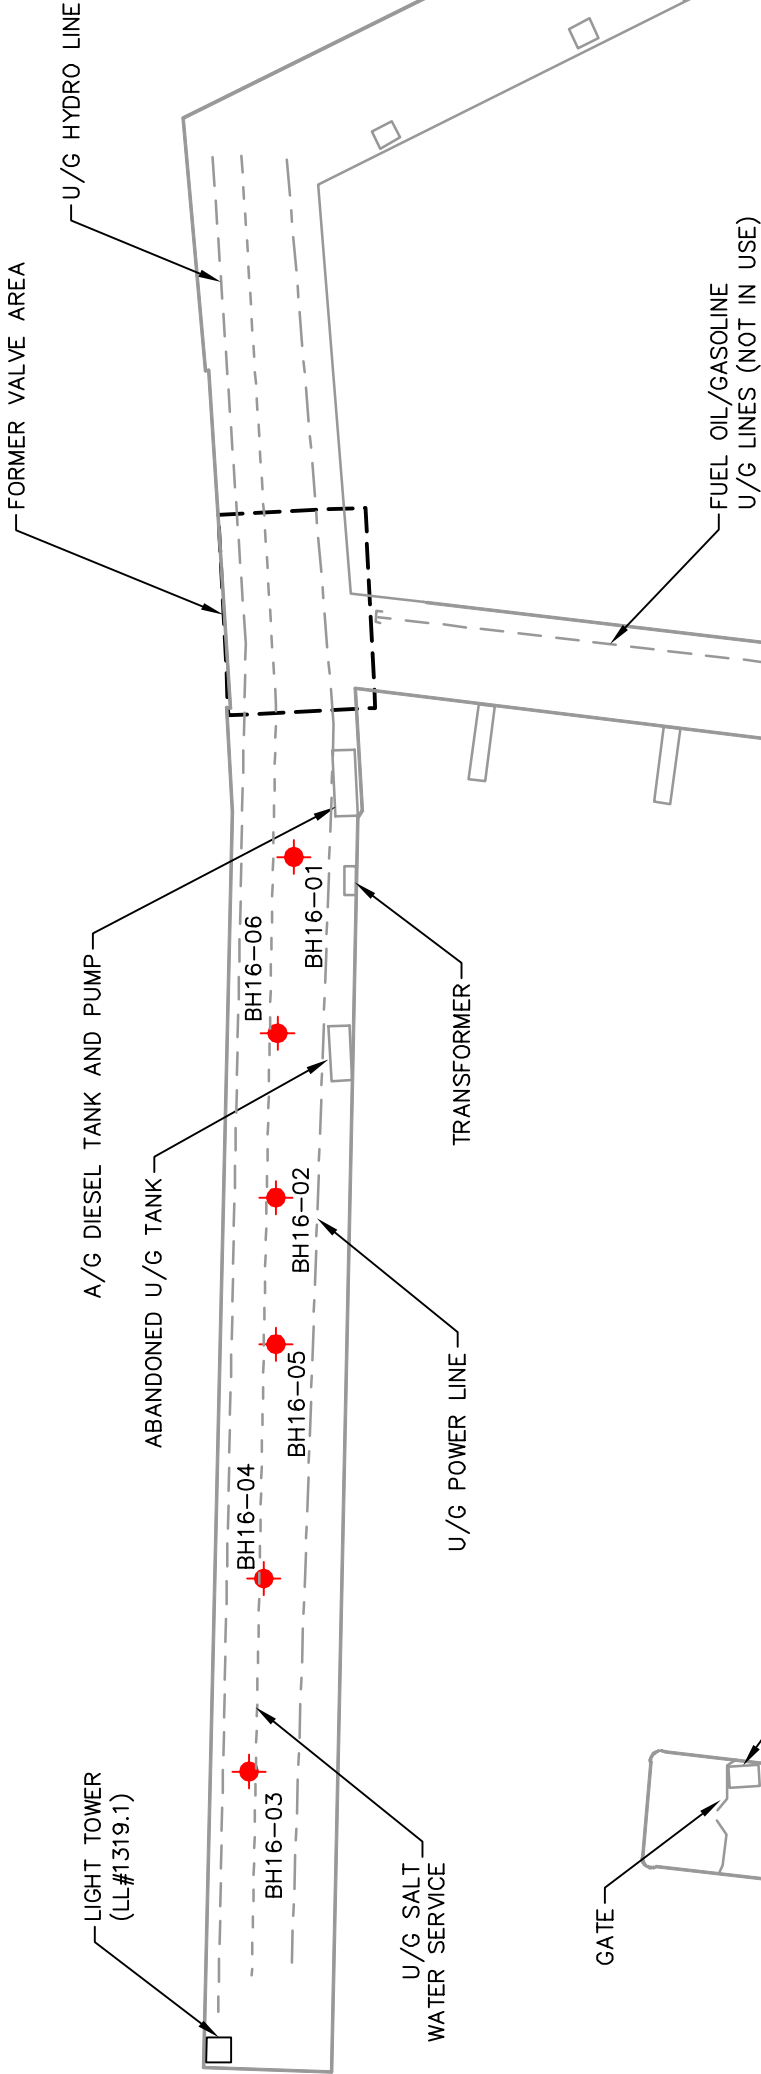 U/G HYDRO LINE
FORMER VALVE AREA
FUEL OIL/GASOLINE
U/G LINES (NOT IN USE)
A/G DIESEL TANK AND PUMP
ABANDONED U/G TANK
BH16-01
BH16-06
TRANSFORMER
BH16-02
BH16-05
U/G POWER LINE
BH16-04
BH16-03
LIGHT TOWER
(LL#1319.1)
U/G SALT
WATER SERVICE
GATE